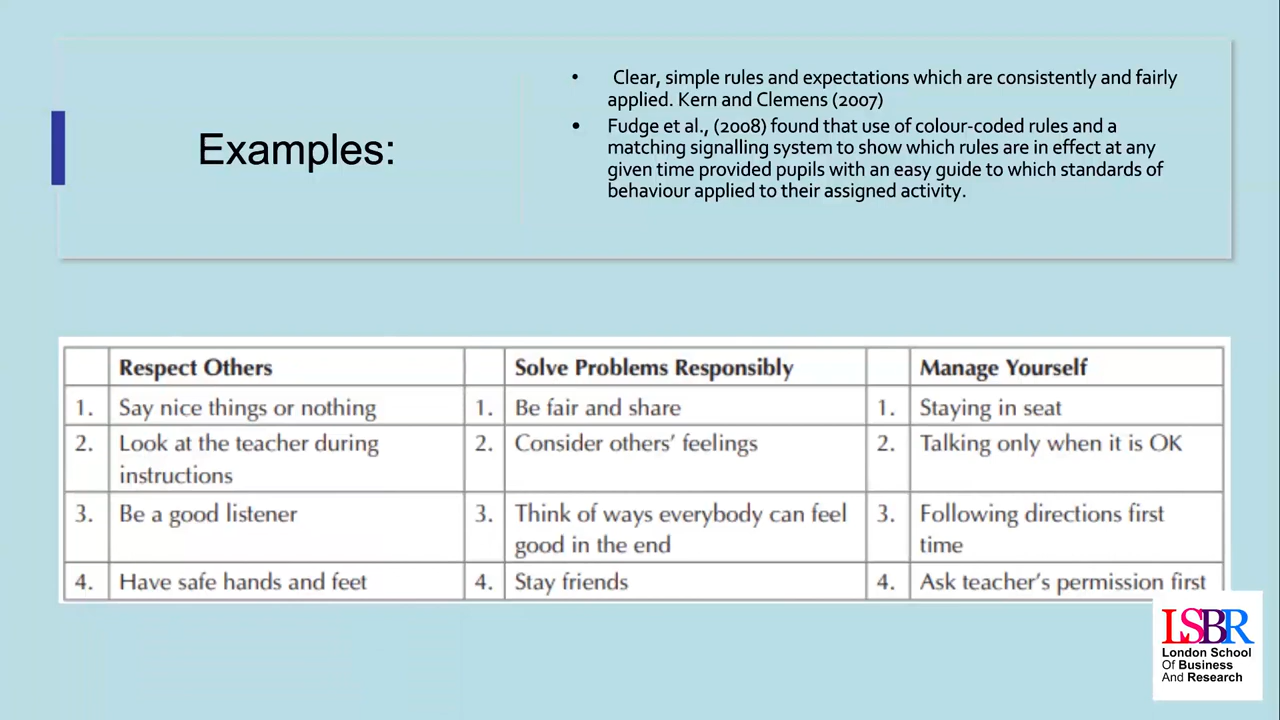 Examples:
• Clear, simple rules and expectations which are consistently and fairly
applied. Kern and Clemens (2007)
• Fudge et al., (2008) found that use of colour-coded rules and a
matching signalling system to show which rules are in effect at any
given time provided pupils with an easy guide to which standards of
behaviour applied to their assigned activity.
Respect Others Solve Problems Responsibly Manage Yourself
1. Say nice things or nothing 1. Be fair and share 1. Staying in seat
2. Look at the teacher during 2. Consider others' feelings 2. Talking only when it is OK
instructions
3. Be a good listener 3. Think of ways everybody can feel 3. Following directions first
good in the end time
4. Have safe hands and feet 4. Stay friends 4. Ask teacher's permission first
LSBR
London School
Of Business
And Research